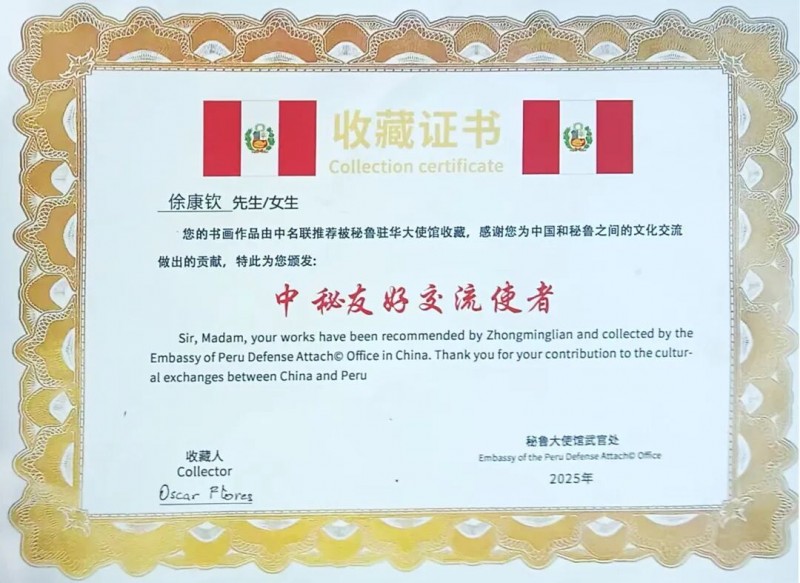 收藏证书
Collection certificate
徐康钦 先生/女生
您的书画作品由中名联推荐被秘鲁驻华大使馆收藏，感谢您为中国和秘鲁之间的文化交流
做出的贡献，特此为您颁发：
中秘友好交流使者
Sir, Madam, your works have been recommended by Zhongminglian and collected by the
Embassy of Peru Defense Attach© Office in China. Thank you for your contribution to the cultur-
al exchanges between China and Peru
收藏人
Collector
Oscar Flores
秘鲁大使馆武官处
Embassy of the Peru Defense Attach© Office
2025年